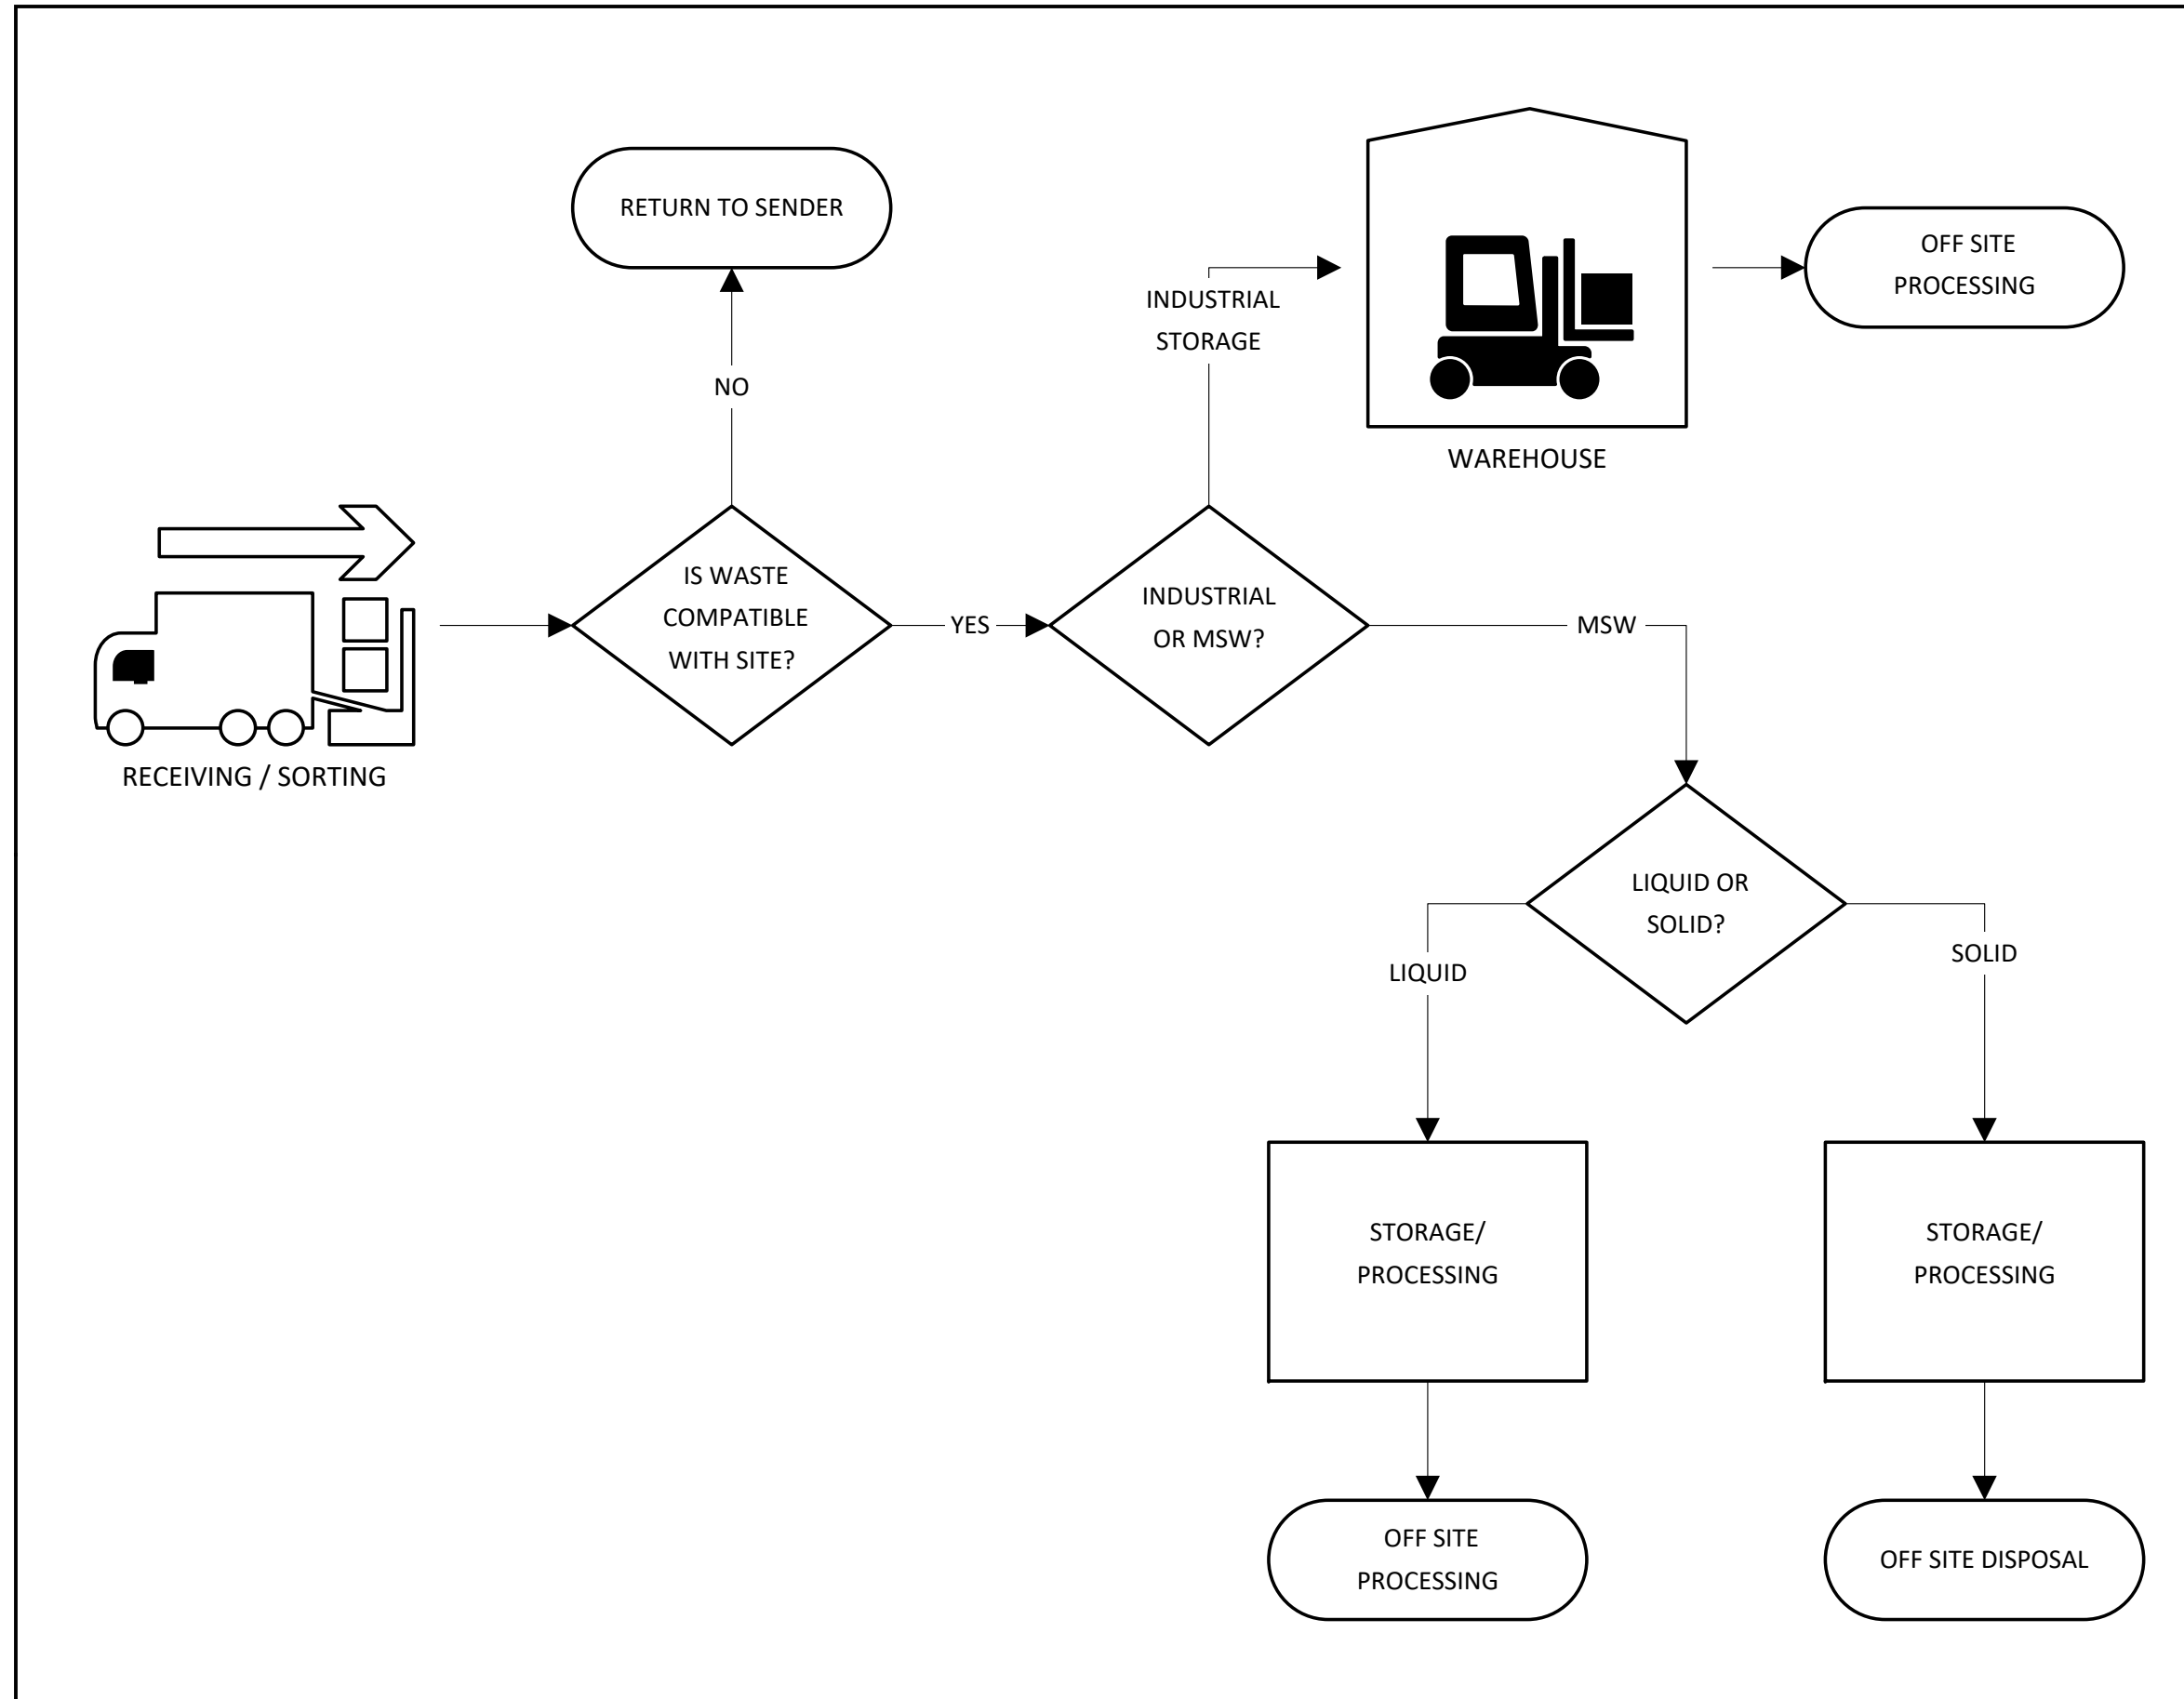 RETURN TO SENDER
OFF SITE
PROCESSING
INDUSTRIAL
STORAGE
NO
WAREHOUSE
IS WASTE
COMPATIBLE
WITH SITE?
YES
INDUSTRIAL
OR MSW?
MSW
RECEIVING / SORTING
LIQUID OR
SOLID?
LIQUID
SOLID
STORAGE/
PROCESSING
STORAGE/
PROCESSING
OFF SITE
PROCESSING
OFF SITE DISPOSAL